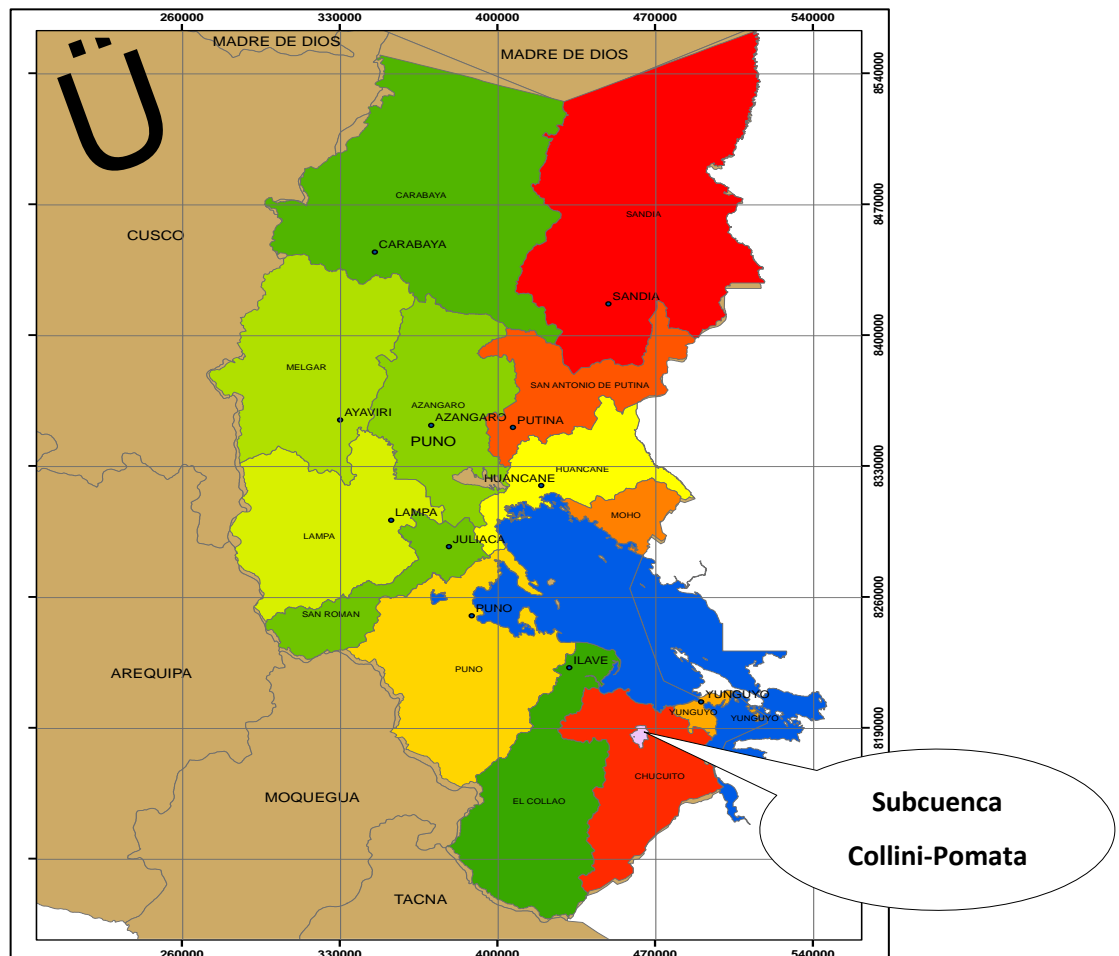 260000 330000 400000 470000 540000
MADRE DE DIOS
MADRE DE DIOS
Ü
8540000
CARABAYA
8470000
SANDIA
CUSCO
CARABAYA
SANDIA
8400000
MELGAR
SAN ANTONIO DE PUTINA
AZANGARO
AYAVIRI
AZANGARO
PUTINA
PUNO
8330000
HUANCANE
HUANCANE
LAMPA
MOHO
LAMPA
JULIACA
8260000
SAN ROMAN
PUNO
ILAVE
PUNO
AREQUIPA
YUNGUYO
YUNGUYO
YUNGUYO
8190000
CHUCUITO
MOQUEGUA
EL COLLAO
Subcuenca
Collini-Pomata
TACNA
260000 330000 400000 470000 540000